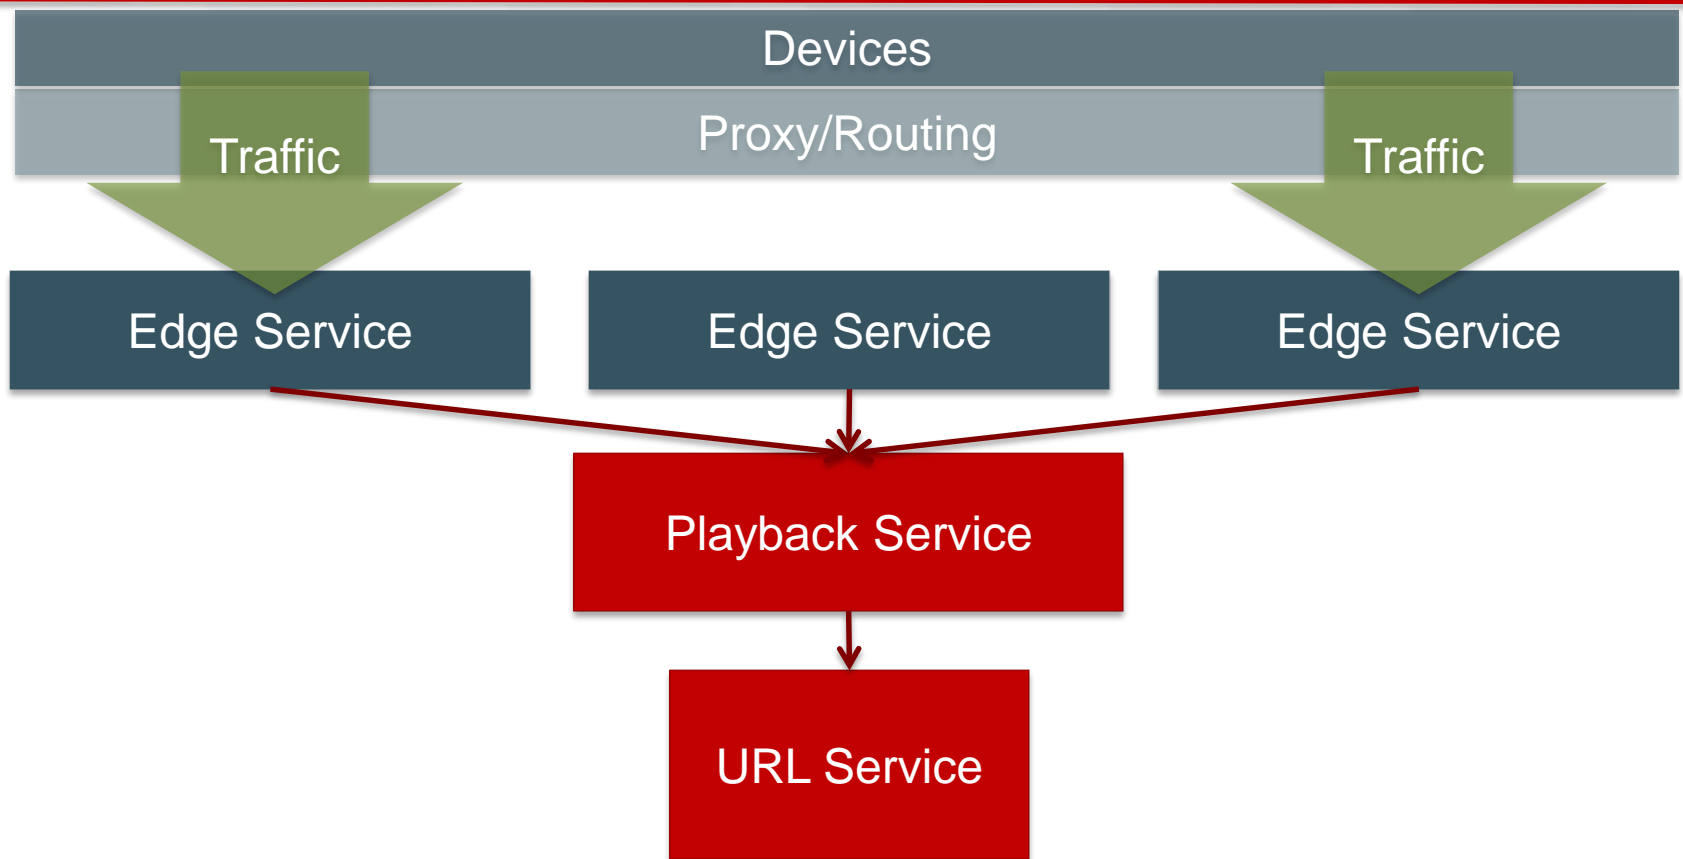 Devices
Proxy/Routing
Traffic
Traffic
Edge Service
Edge Service
Edge Service
Playback Service
URL Service